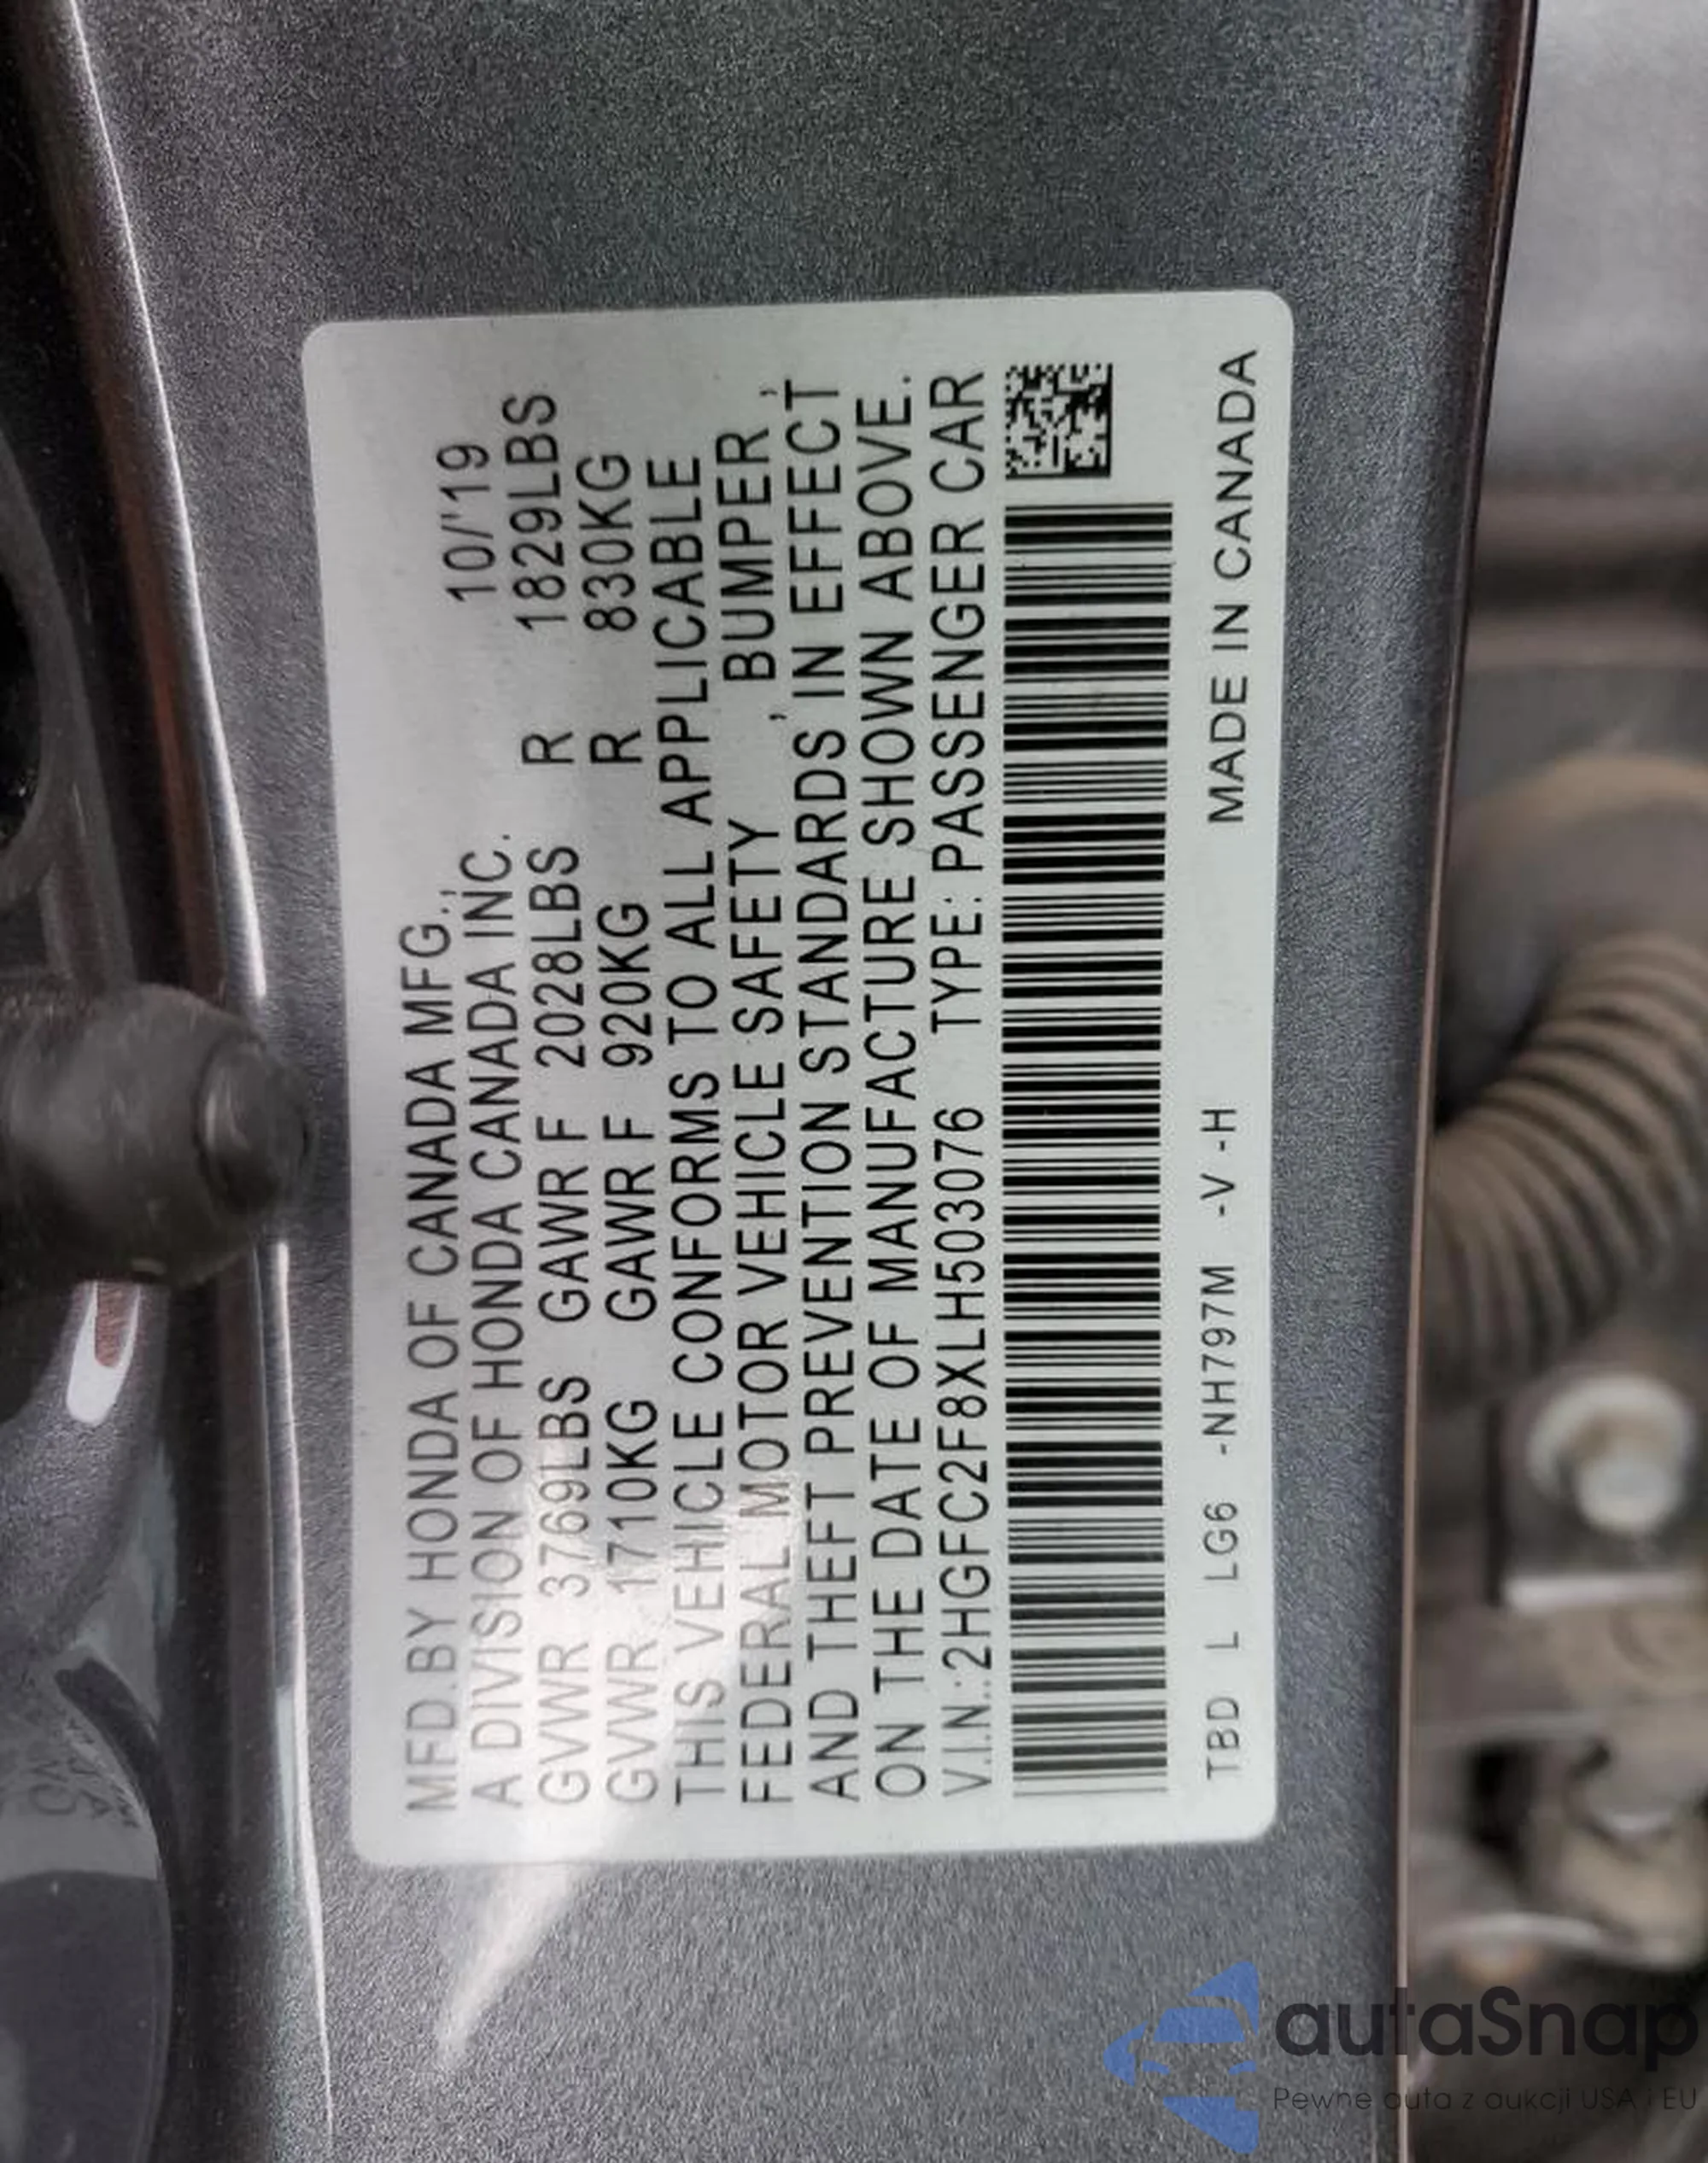 MFD.BY HONDA OF CANADA MFG., 10/'19
A DIVISION OF HONDA CANADA INC.
GVWR 3769LBS GAWR F 2028LBS R 1829LBS
GVWR 1710KG GAWR F 920KG R 830KG
THIS VEHICLE CONFORMS TO ALL APPLICABLE
FEDERAL MOTOR VEHICLE SAFETY , BUMPER ,
AND THEFT PREVENTION STANDARDS IN EFFECT
ON THE DATE OF MANUFACTURE SHOWN ABOVE.
V.I.N.:2HGFC2F8XLH503076 TYPE: PASSENGER CAR
TBD L LG6 -NH797M -V -H MADE IN CANADA
autaSnap
Pewne auta z aukcji USA i EU